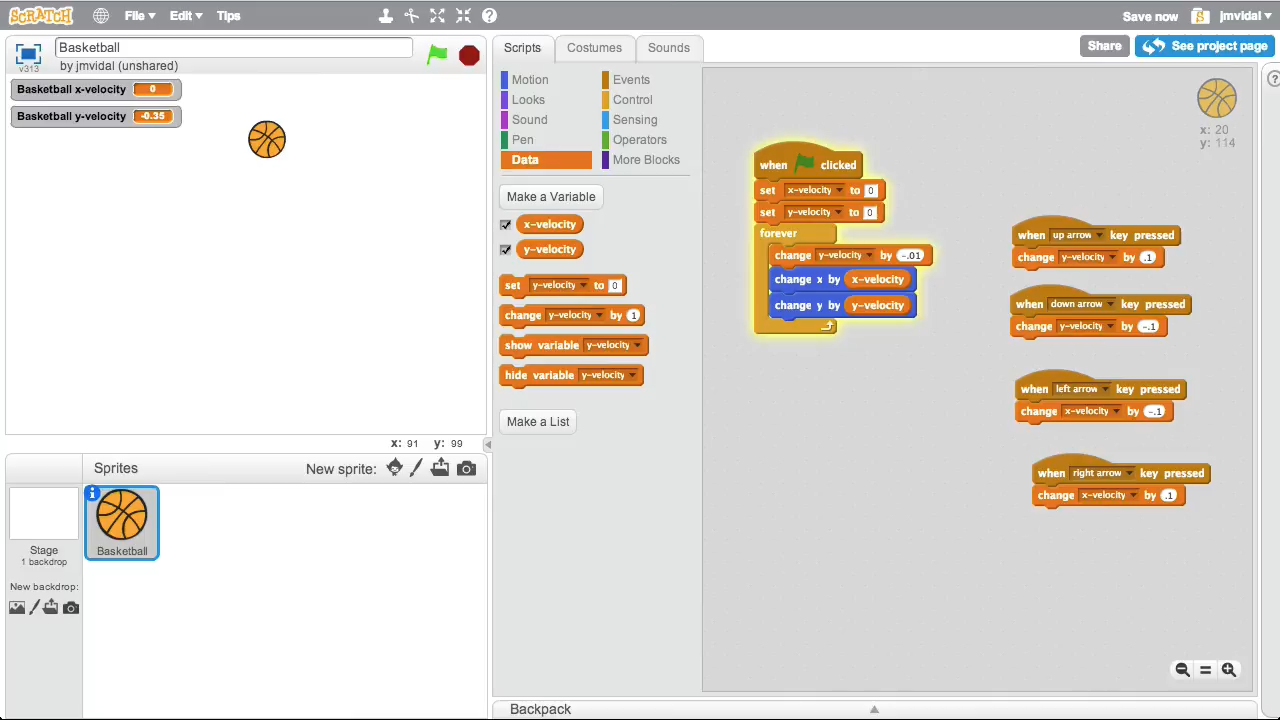 SCRATCH File Edit Tips Save now jmvidal
v313 Basketball
by jmvidal (unshared)
Scripts Costumes Sounds Share See project page
Basketball x-velocity 0
Basketball y-velocity -0.35
Motion Events
Looks Control
Sound Sensing
Pen Operators
Data More Blocks
Make a Variable
x-velocity
y-velocity
set y-velocity to 0
change y-velocity by 1
show variable y-velocity
hide variable y-velocity
Make a List
x: 20
y: 114
when clicked
set x-velocity to 0
set y-velocity to 0
forever
change y-velocity by -.01
change x by x-velocity
change y by y-velocity
when up arrow key pressed
change y-velocity by .1
when down arrow key pressed
change y-velocity by -.1
when left arrow key pressed
change x-velocity by -.1
when right arrow key pressed
change x-velocity by .1
x: 91 y: 99
Sprites New sprite:
Stage
1 backdrop
New backdrop:
i
Basketball
Backpack